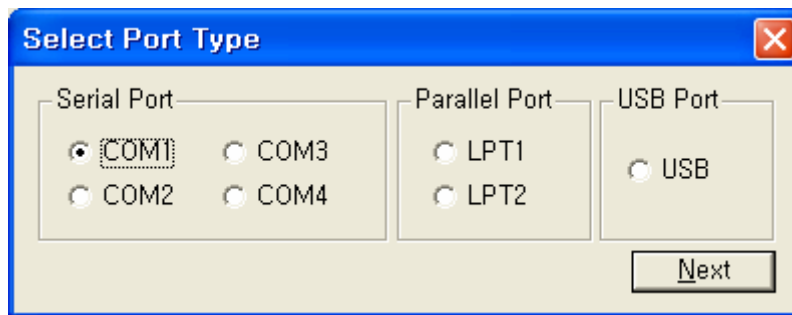 Select Port Type
Serial Port Parallel Port USB Port
COM1 COM3 LPT1 USB
COM2 COM4 LPT2
Next